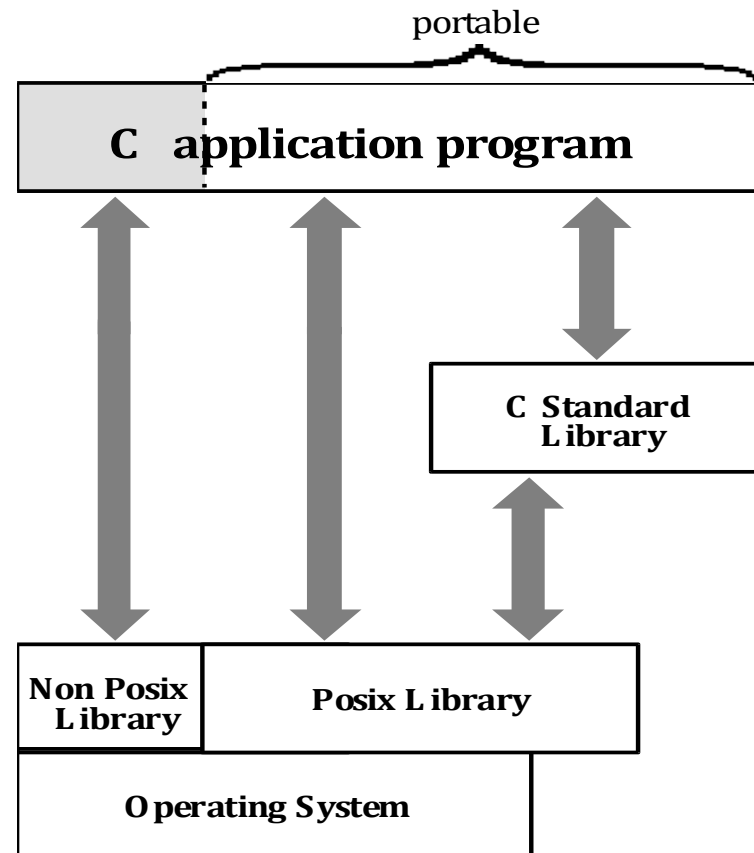 portable
C application program
C Standard
Library
Non Posix
Library
Posix Library
Operating System